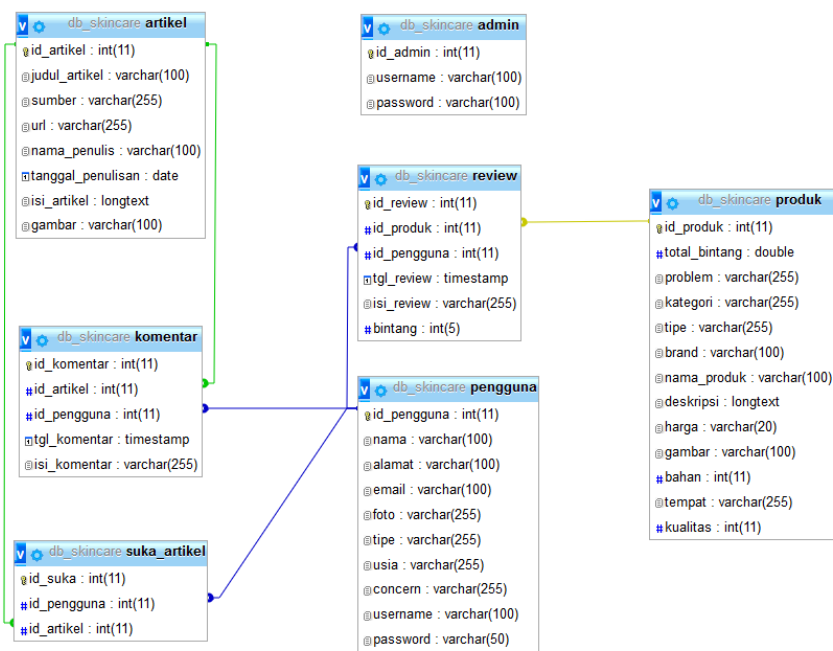 db_skincare artikel
id_artikel : int(11)
judul_artikel : varchar(100)
sumber : varchar(255)
url : varchar(255)
nama_penulis : varchar(100)
tanggal_penulisan : date
isi_artikel : longtext
gambar : varchar(100)
db_skincare admin
id_admin : int(11)
username : varchar(100)
password : varchar(100)
db_skincare review
id_review : int(11)
id_produk : int(11)
id_pengguna : int(11)
tgl_review : timestamp
isi_review : varchar(255)
bintang : int(5)
db_skincare produk
id_produk : int(11)
total_bintang : double
problem : varchar(255)
kategori : varchar(255)
tipe : varchar(255)
brand : varchar(100)
nama_produk : varchar(100)
deskripsi : longtext
harga : varchar(20)
gambar : varchar(100)
bahan : int(11)
tempat : varchar(255)
kualitas : int(11)
db_skincare komentar
id_komentar : int(11)
id_artikel : int(11)
id_pengguna : int(11)
tgl_komentar : timestamp
isi_komentar : varchar(255)
db_skincare pengguna
id_pengguna : int(11)
nama : varchar(100)
alamat : varchar(100)
email : varchar(100)
foto : varchar(255)
tipe : varchar(255)
usia : varchar(255)
concern : varchar(255)
username : varchar(100)
password : varchar(50)
db_skincare suka_artikel
id_suka : int(11)
id_pengguna : int(11)
id_artikel : int(11)